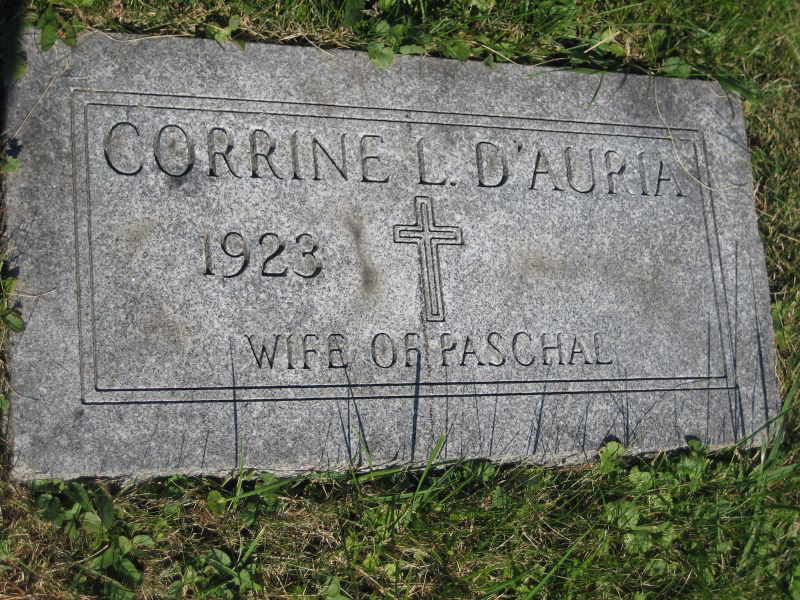 CORRINE L. D'AURIA
1923
WIFE OF PASCHAL